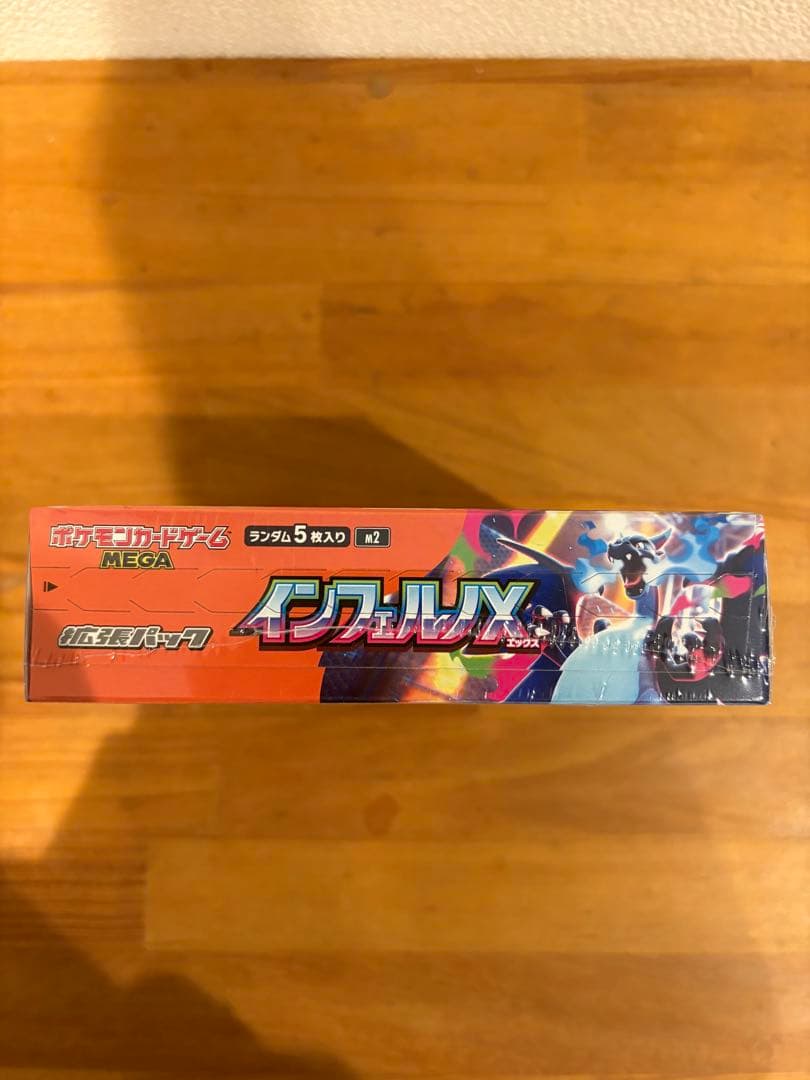 ポケモンカードゲーム
MEGA
ランダム5枚入り
M2
拡張パック
インフェルノX
エックス